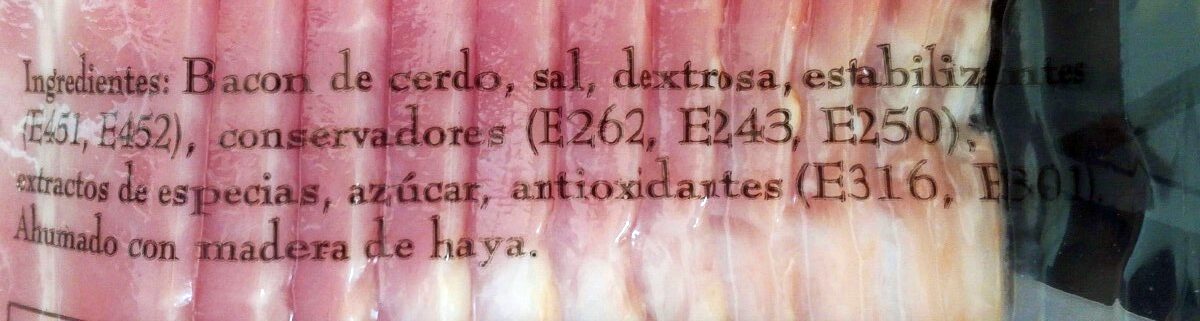 Ingredientes: Bacon de cerdo, sal, dextrosa, estabilizantes
(E451, E452), conservadores (E262, E243, E250),
extractos de especias, azúcar, antioxidantes (E316, E301).
Ahumado con madera de haya.